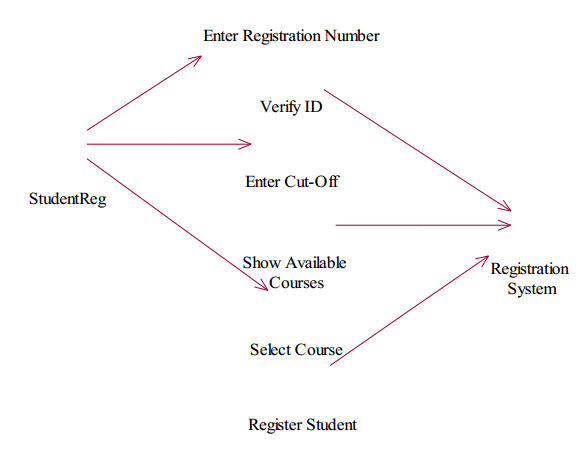 Enter Registration Number
Verify ID
Enter Cut-Off
StudentReg
Show Available
Courses
Registration
System
Select Course
Register Student